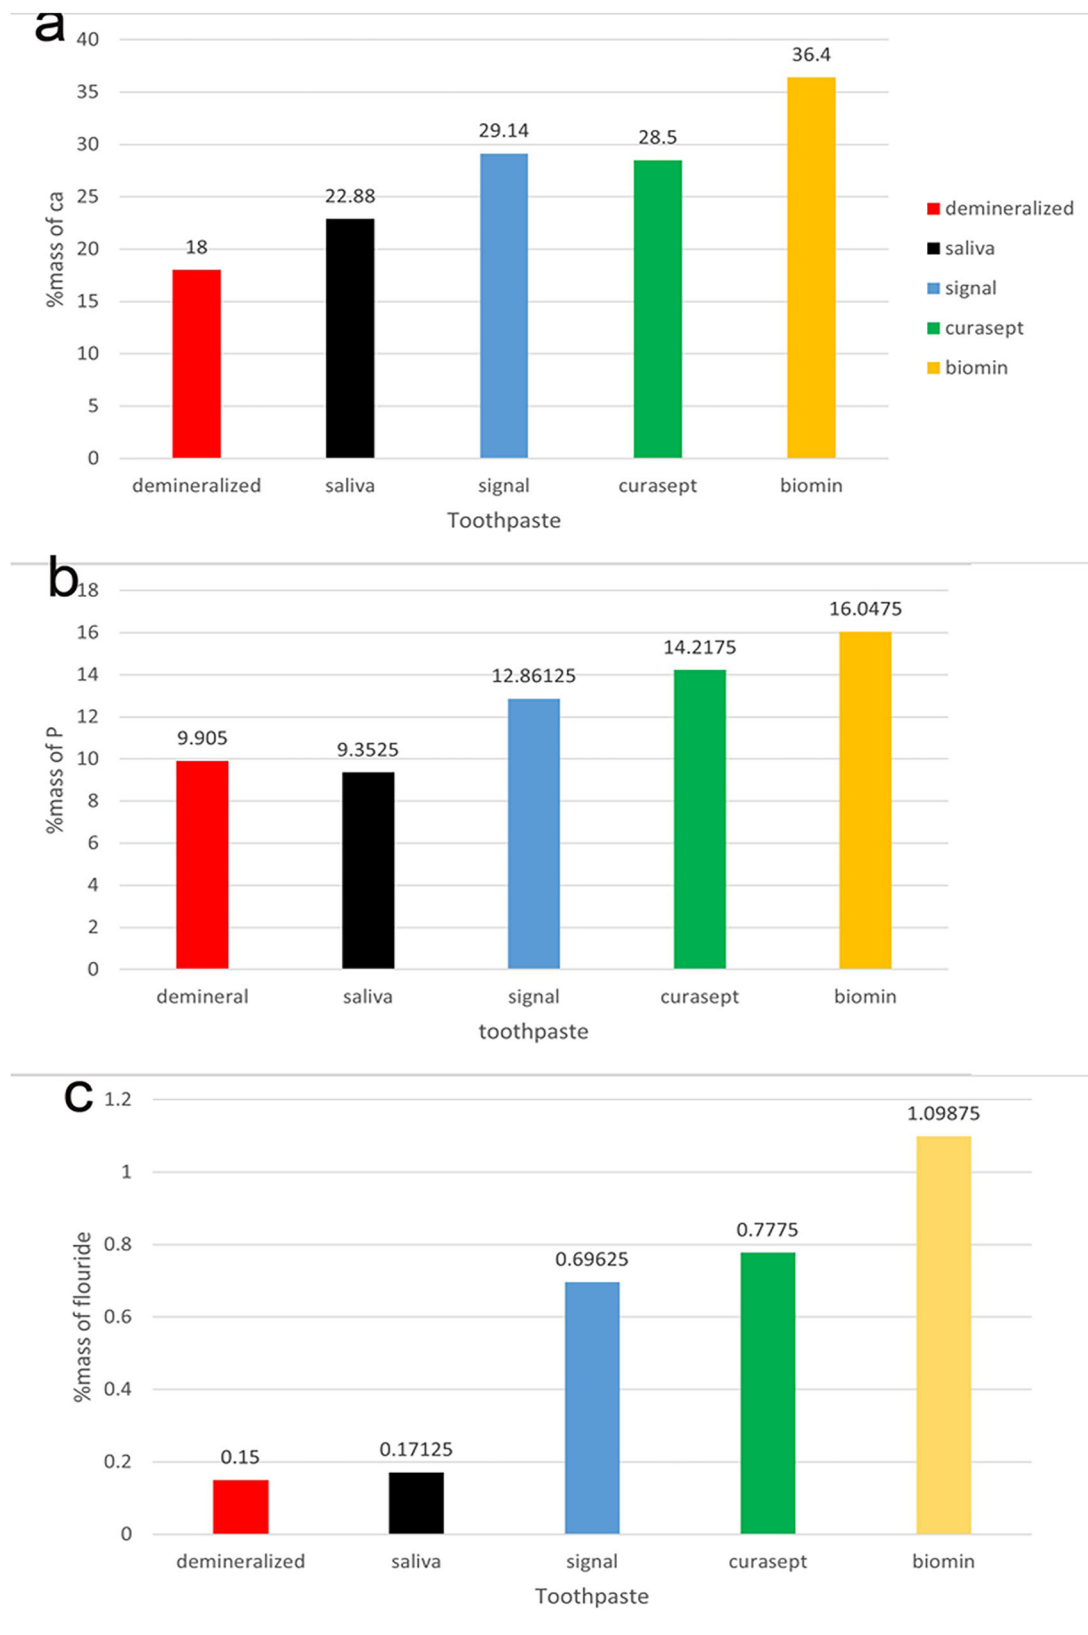 a
40
35
30
25
20
15
10
5
0
%mass of ca
18
22.88
29.14
28.5
36.4
demineralized
saliva
signal
curasept
biomin
Toothpaste
demineralized
saliva
signal
curasept
biomin
b
18
16
14
12
10
8
6
4
2
0
%mass of P
9.905
9.3525
12.86125
14.2175
16.0475
demineral
saliva
signal
curasept
biomin
toothpaste
c
1.2
1
0.8
0.6
0.4
0.2
0
%mass of flouride
0.15
0.17125
0.69625
0.7775
1.09875
demineralized
saliva
signal
curasept
biomin
Toothpaste